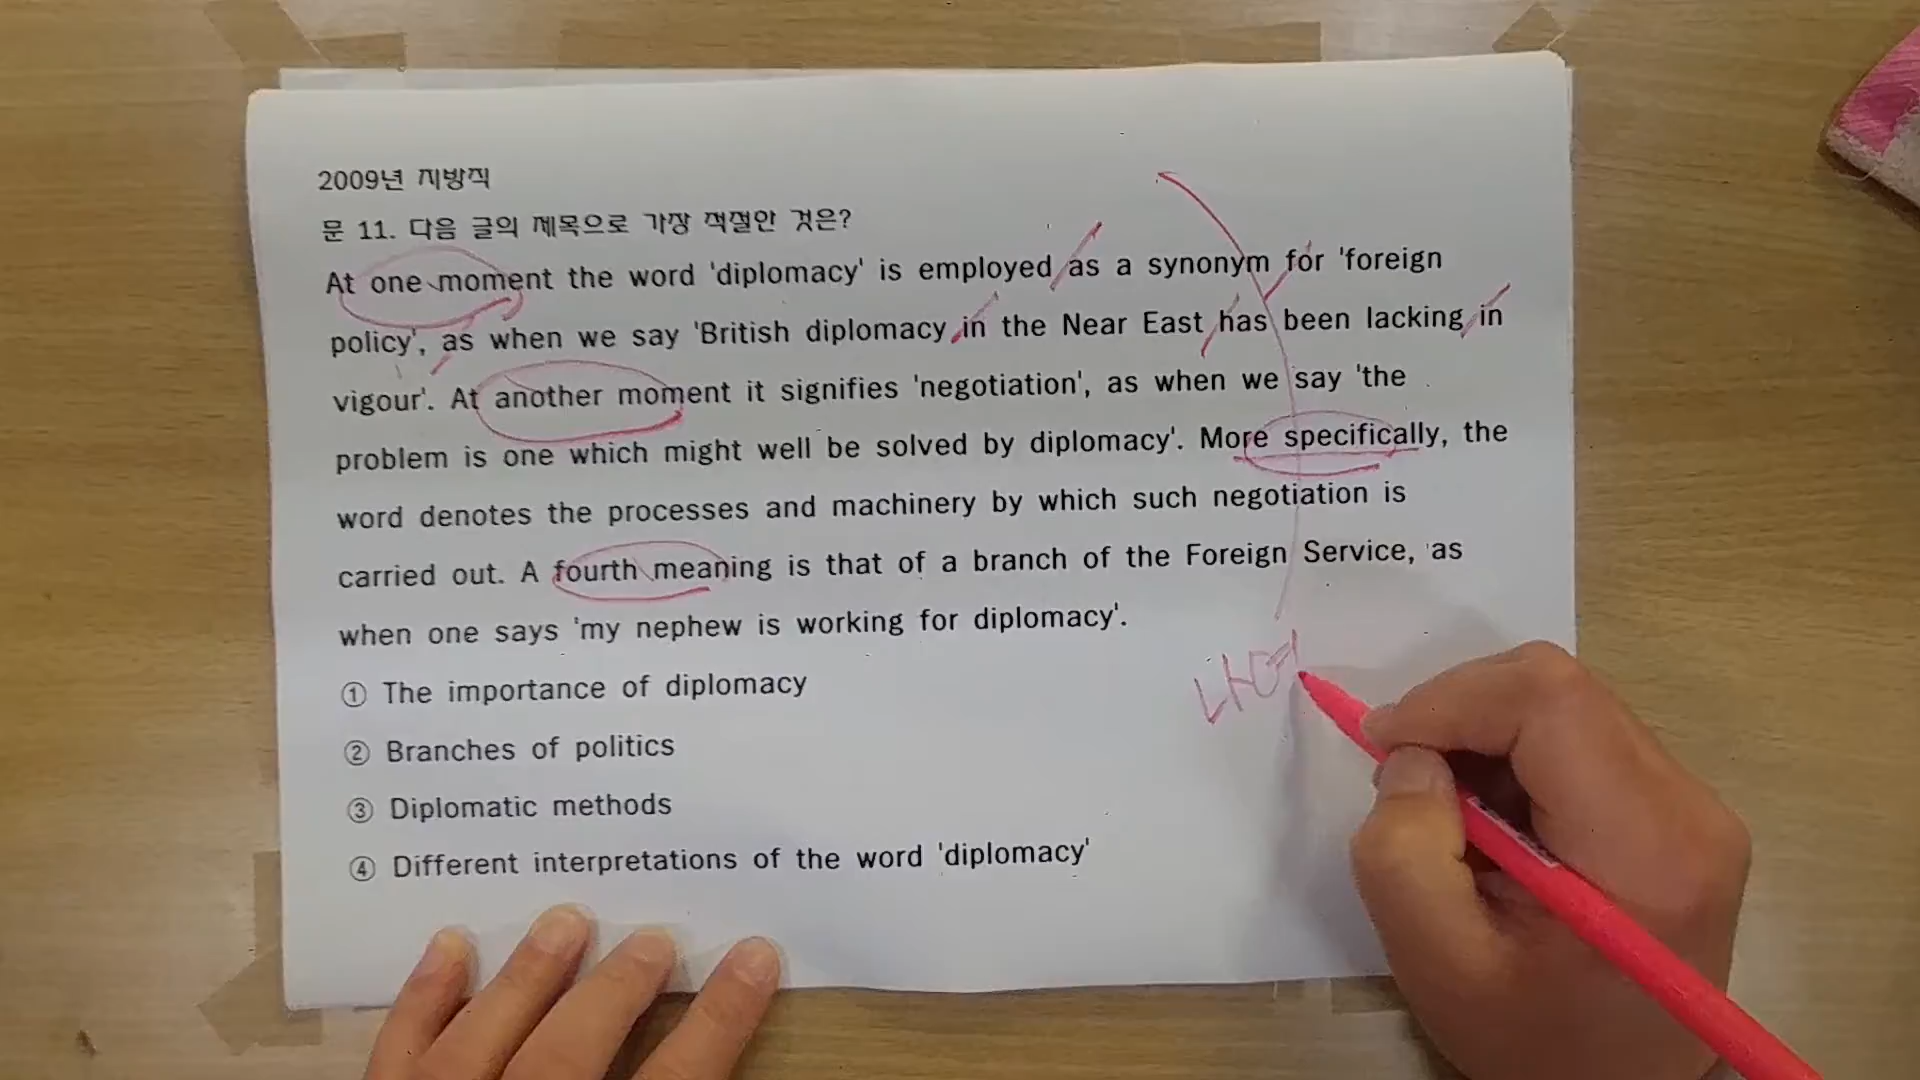 2009년 지방직
문 11. 다음 글의 제목으로 가장 적절한 것은?
At one moment the word 'diplomacy' is employed as a synonym for 'foreign
policy', as when we say 'British diplomacy in the Near East has been lacking in
vigour'. At another moment it signifies 'negotiation', as when we say 'the
problem is one which might well be solved by diplomacy'. More specifically, the
word denotes the processes and machinery by which such negotiation is
carried out. A fourth meaning is that of a branch of the Foreign Service, as
when one says 'my nephew is working for diplomacy'.
① The importance of diplomacy
② Branches of politics
③ Diplomatic methods
④ Different interpretations of the word 'diplomacy'